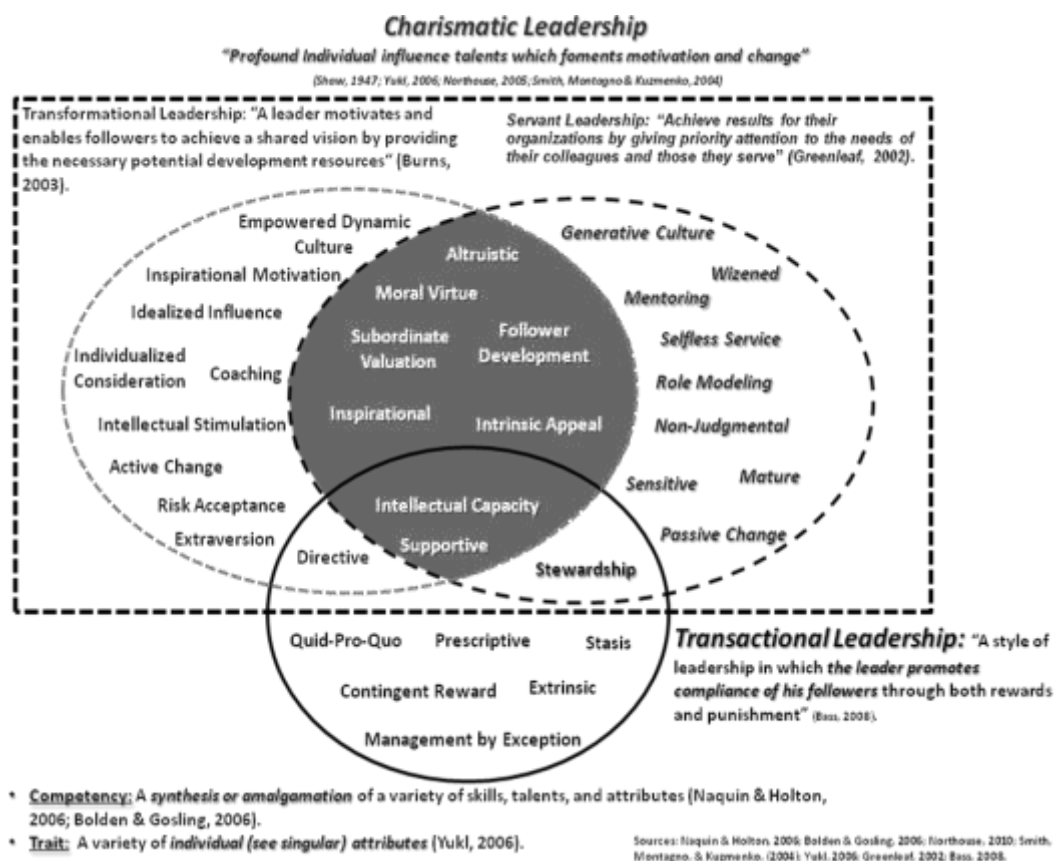 Charismatic Leadership
"Profound Individual influence talents which foments motivation and change"
(Shaw, 1947; Yukl, 2006; Northouse, 2005; Smith, Montagno & Kuzmenko, 2004)
Transformational Leadership: "A leader motivates and
enables followers to achieve a shared vision by providing
the necessary potential development resources" (Burns,
2003).
Servant Leadership: "Achieve results for their
organizations by giving priority attention to the needs of
their colleagues and those they serve" (Greenleaf, 2002).
Empowered Dynamic
Culture
Inspirational Motivation
Idealized Influence
Individualized
Consideration
Coaching
Intellectual Stimulation
Active Change
Risk Acceptance
Extraversion
Altruistic
Moral Virtue
Subordinate
Valuation
Follower
Development
Inspirational
Intrinsic Appeal
Intellectual Capacity
Supportive
Directive
Stewardship
Generative Culture
Wizened
Mentoring
Selfless Service
Role Modeling
Non-Judgmental
Sensitive
Mature
Passive Change
Quid-Pro-Quo
Prescriptive
Stasis
Contingent Reward
Extrinsic
Management by Exception
Transactional Leadership: "A style of
leadership in which the leader promotes
compliance of his followers through both rewards
and punishment" (Bass, 2008).
• Competency: A synthesis or amalgamation of a variety of skills, talents, and attributes (Naquin & Holton,
2006; Bolden & Gosling, 2006).
• Trait: A variety of individual (see singular) attributes (Yukl, 2006).
Sources: Naquin & Holton, 2006; Bolden & Gosling, 2006; Northouse, 2010; Smith,
Montagno, & Kuzmenko, (2004); Yukl, 2006; Greenleaf, 2002; Bass, 2008.